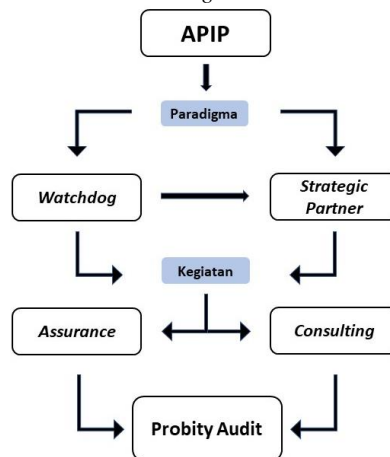 APIP
Paradigma
Watchdog
Strategic
Partner
Kegiatan
Assurance
Consulting
Probity Audit